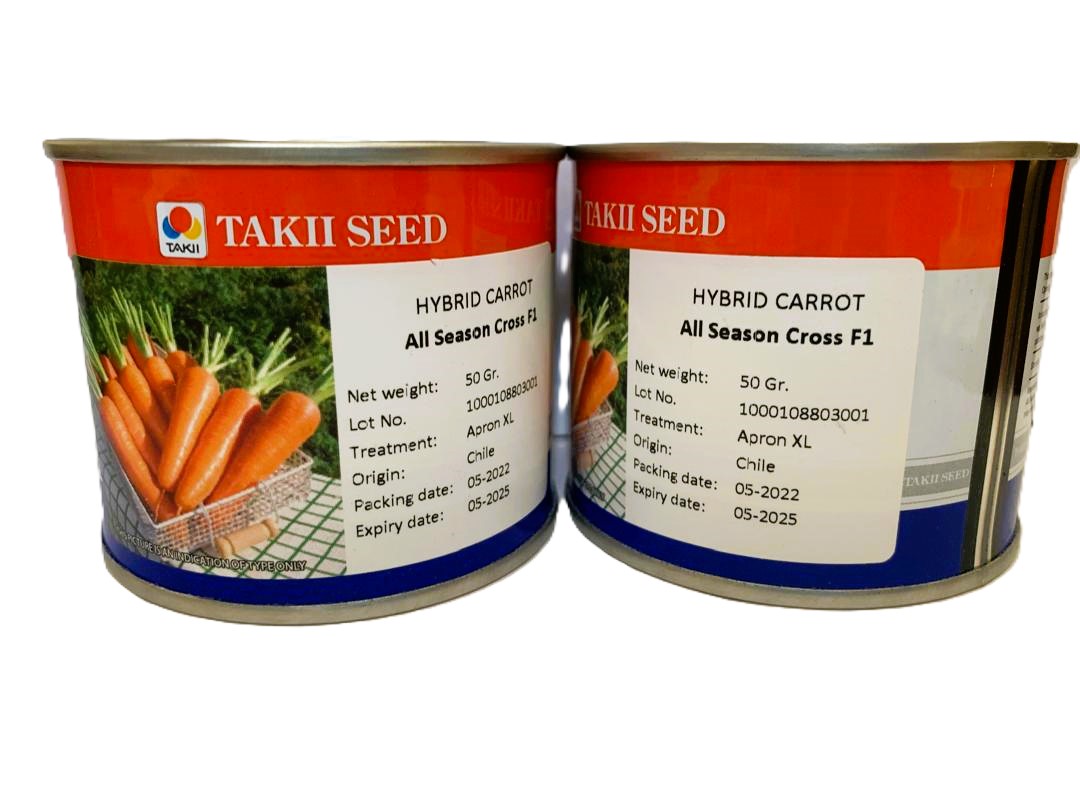 TAKII
TAKII SEED
HYBRID CARROT
All Season Cross F1
Net weight: 50 Gr.
Lot No. 1000108803001
Treatment: Apron XL
Origin: Chile
Packing date: 05-2022
Expiry date: 05-2025
PICTURE IS AN INDICATION OF TYPE ONLY
TAKII SEED
HYBRID CARROT
All Season Cross F1
Net weight: 50 Gr.
Lot No. 1000108803001
Treatment: Apron XL
Origin: Chile
Packing date: 05-2022
Expiry date: 05-2025
TAKII SEED